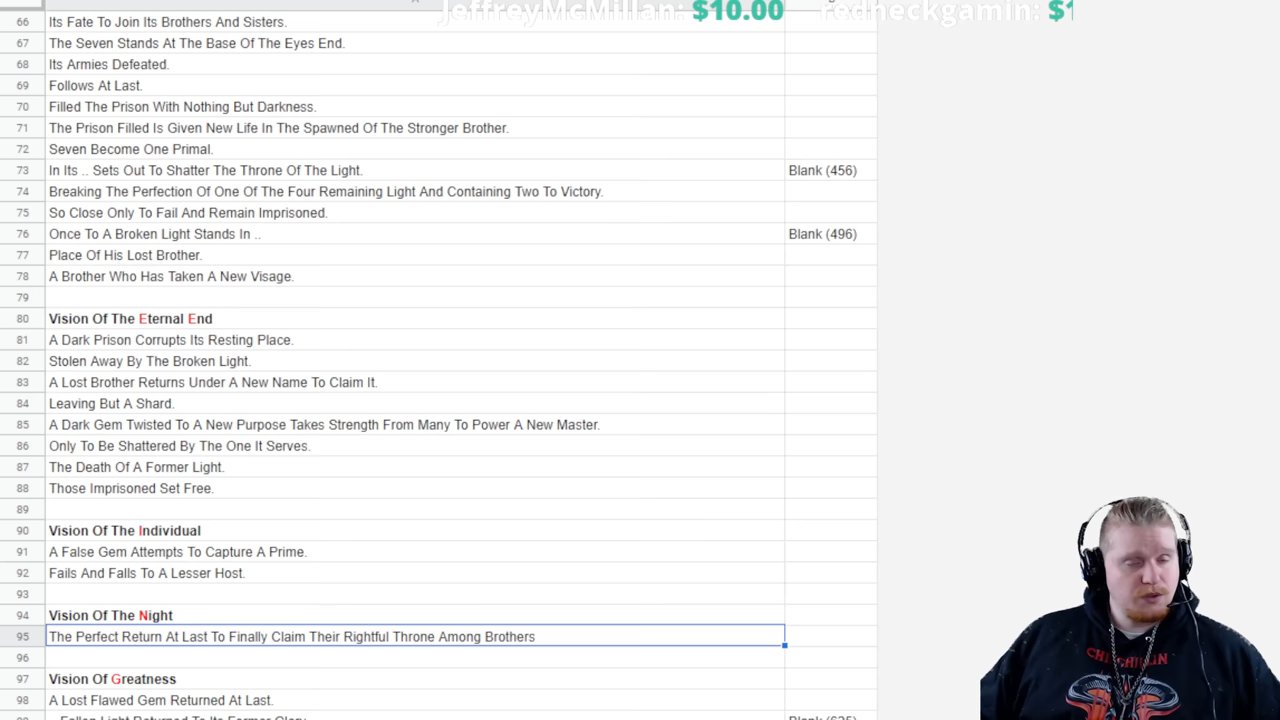 JeffreyMcMillan: $10.00 redneckgamin: $1
66 Its Fate To Join Its Brothers And Sisters.
67 The Seven Stands At The Base Of The Eyes End.
68 Its Armies Defeated.
69 Follows At Last.
70 Filled The Prison With Nothing But Darkness.
71 The Prison Filled Is Given New Life In The Spawned Of The Stronger Brother.
72 Seven Become One Primal.
73 In Its .. Sets Out To Shatter The Throne Of The Light. Blank (456)
74 Breaking The Perfection Of One Of The Four Remaining Light And Containing Two To Victory.
75 So Close Only To Fail And Remain Imprisoned.
76 Once To A Broken Light Stands In .. Blank (496)
77 Place Of His Lost Brother.
78 A Brother Who Has Taken A New Visage.
79
80 Vision Of The Eternal End
81 A Dark Prison Corrupts Its Resting Place.
82 Stolen Away By The Broken Light.
83 A Lost Brother Returns Under A New Name To Claim It.
84 Leaving But A Shard.
85 A Dark Gem Twisted To A New Purpose Takes Strength From Many To Power A New Master.
86 Only To Be Shattered By The One It Serves.
87 The Death Of A Former Light.
88 Those Imprisoned Set Free.
89
90 Vision Of The Individual
91 A False Gem Attempts To Capture A Prime.
92 Fails And Falls To A Lesser Host.
93
94 Vision Of The Night
95 The Perfect Return At Last To Finally Claim Their Rightful Throne Among Brothers
96
97 Vision Of Greatness
98 A Lost Flawed Gem Returned At Last.
Fallen Light Returned To Its Former Glory